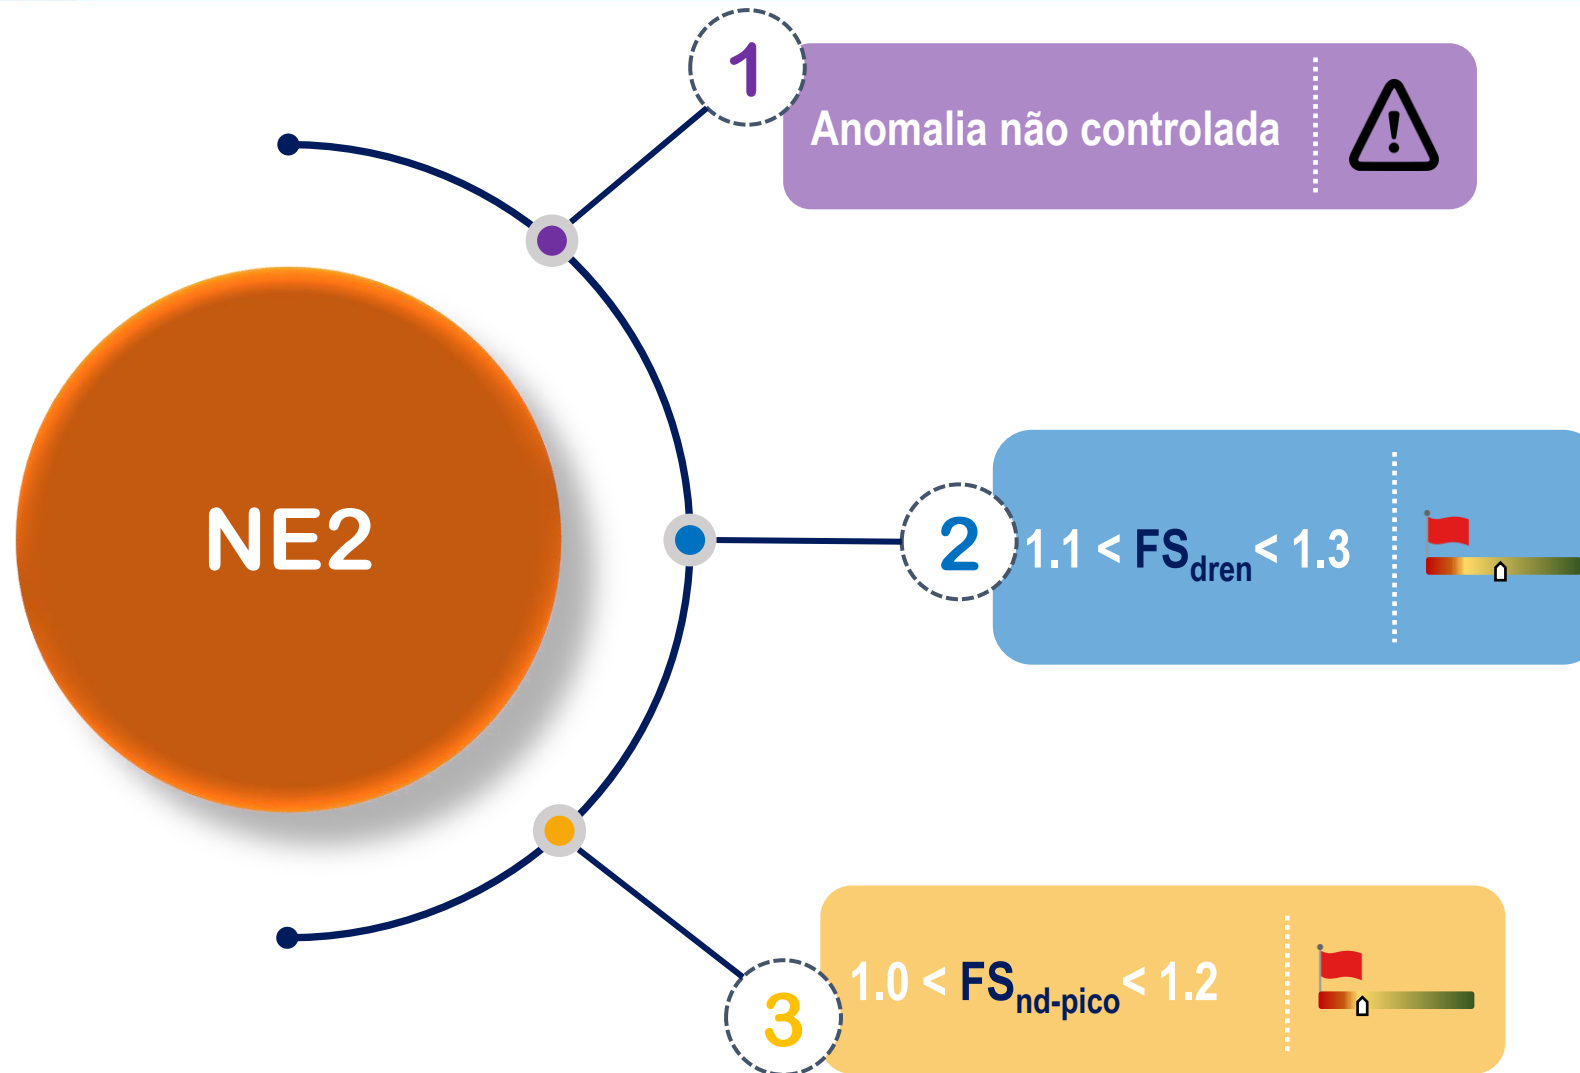 1
Anomalia não controlada
NE2
2
1.1 < FSdren < 1.3
3
1.0 < FSnd-pico < 1.2